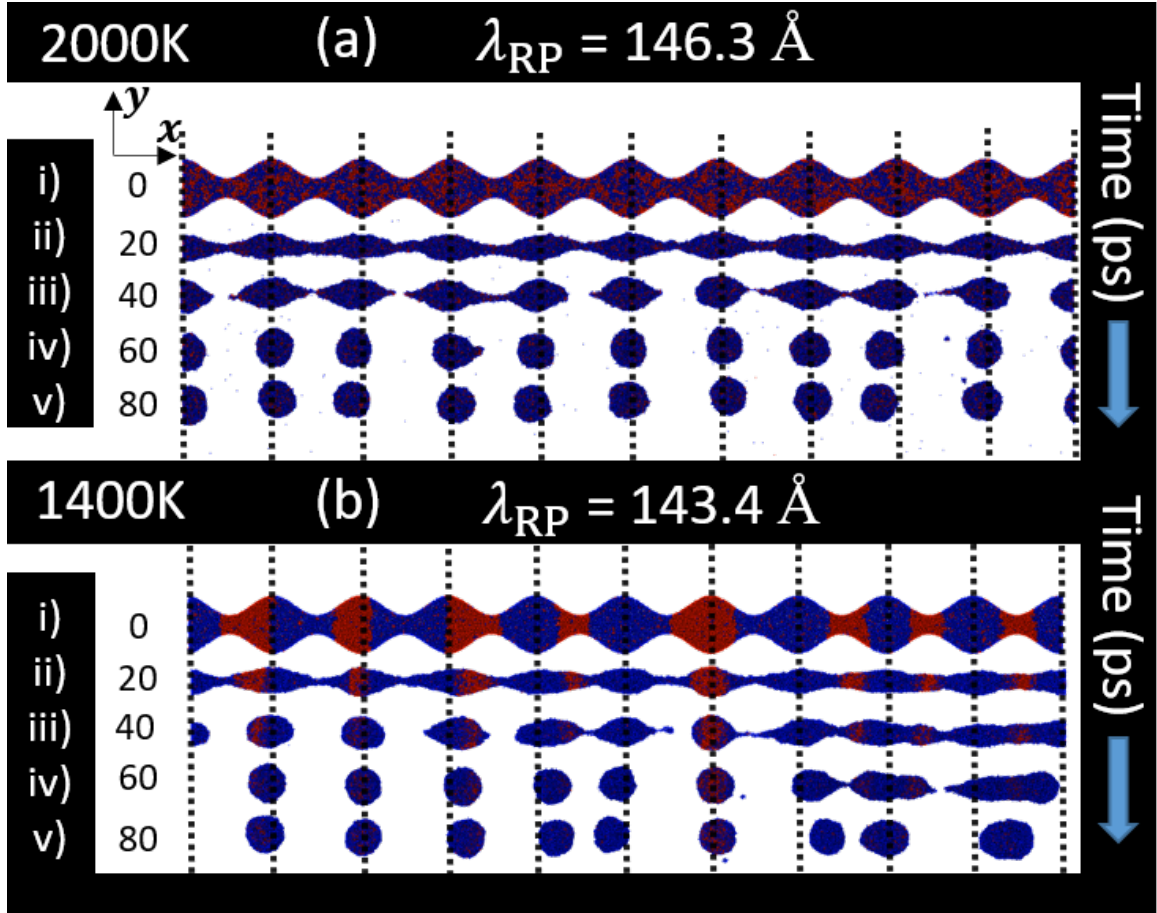 2000K (a) λRP = 146.3 Å
y
x
Time (ps)
i) 0
ii) 20
iii) 40
iv) 60
v) 80
1400K (b) λRP = 143.4 Å
Time (ps)
i) 0
ii) 20
iii) 40
iv) 60
v) 80